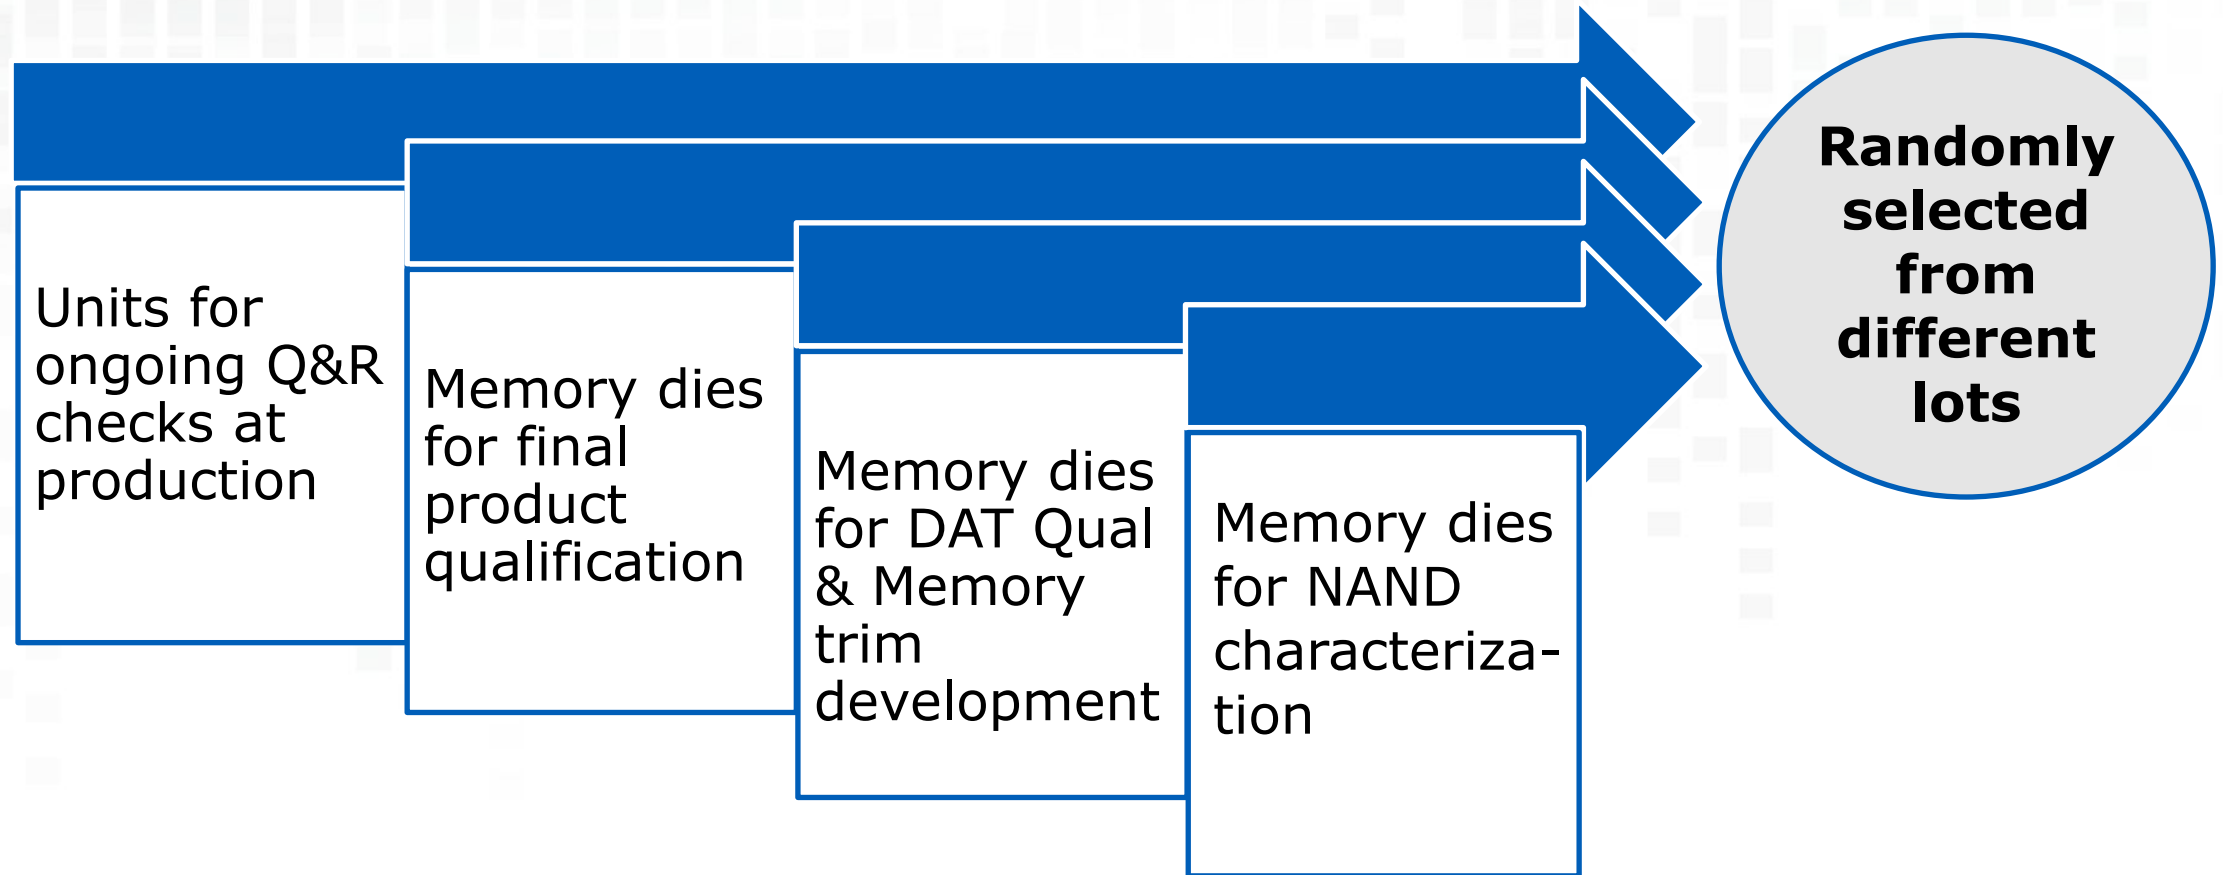 Units for
ongoing Q&R
checks at
production
Memory dies
for final
product
qualification
Memory dies
for DAT Qual
& Memory
trim
development
Memory dies
for NAND
characteriza-
tion
Randomly
selected
from
different
lots